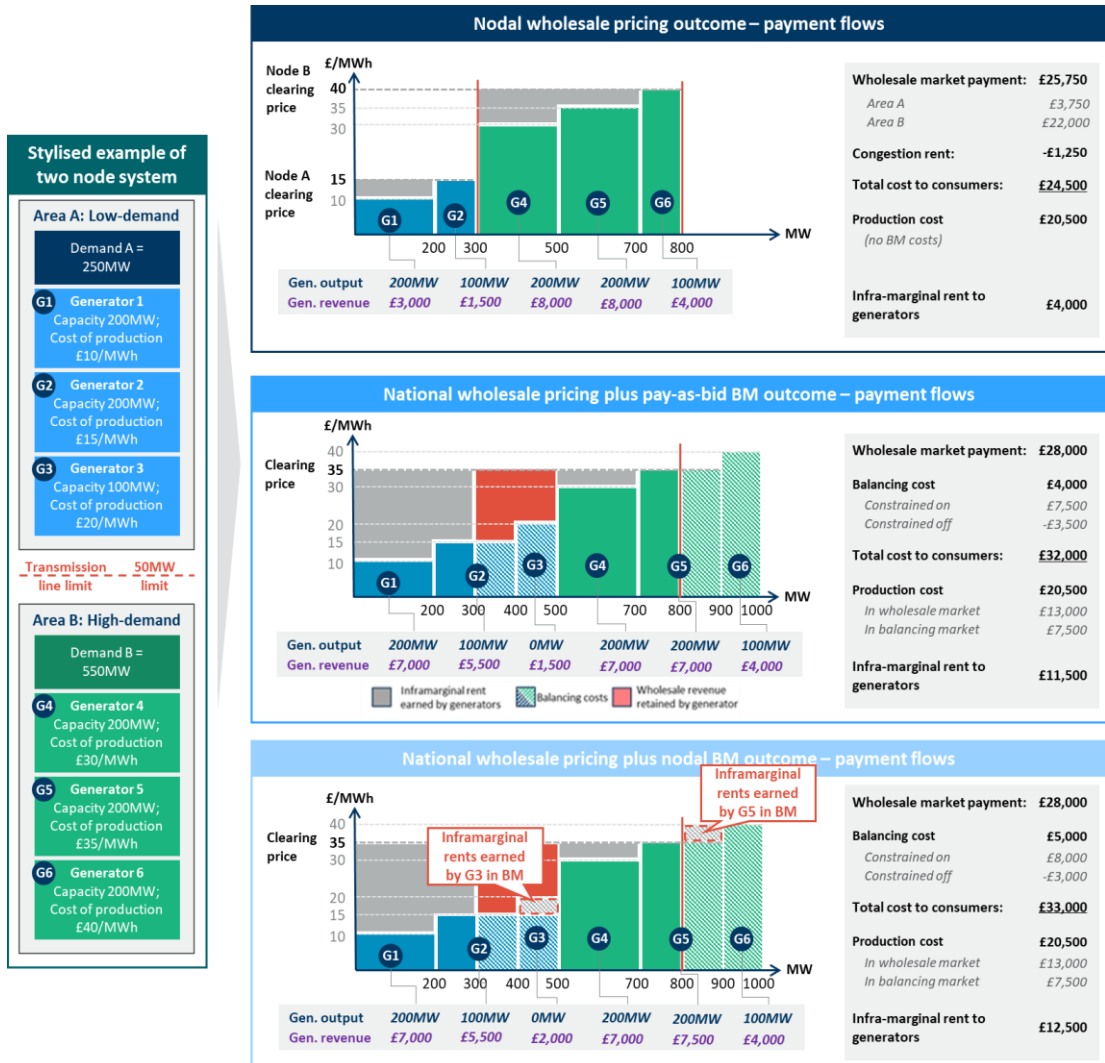 Stylised example of
two node system
Area A: Low-demand
Demand A =
250MW
G1 Generator 1
Capacity 200MW;
Cost of production
£10/MWh
G2 Generator 2
Capacity 200MW;
Cost of production
£15/MWh
G3 Generator 3
Capacity 100MW;
Cost of production
£20/MWh
Transmission 50MW
line limit limit
Area B: High-demand
Demand B =
550MW
G4 Generator 4
Capacity 200MW;
Cost of production
£30/MWh
G5 Generator 5
Capacity 200MW;
Cost of production
£35/MWh
G6 Generator 6
Capacity 200MW;
Cost of production
£40/MWh
Nodal wholesale pricing outcome – payment flows
£/MWh
Node B
clearing
price
40
35
30
Node A
clearing
price
15
10
G1 G2 G4 G5 G6
200 300 500 700 800 MW
Gen. output 200MW 100MW 200MW 200MW 100MW
Gen. revenue £3,000 £1,500 £8,000 £8,000 £4,000
Wholesale market payment: £25,750
Area A £3,750
Area B £22,000
Congestion rent: -£1,250
Total cost to consumers: £24,500
Production cost £20,500
(no BM costs)
Infra-marginal rent to
generators £4,000
National wholesale pricing plus pay-as-bid BM outcome – payment flows
£/MWh
Clearing
price
40
35
30
20
15
10
G1 G2 G3 G4 G5 G6
200 300 400 500 700 800 900 1000 MW
Gen. output 200MW 100MW 0MW 200MW 200MW 100MW
Gen. revenue £7,000 £5,500 £1,500 £7,000 £7,000 £4,000
Inframarginal rent
earned by generators
Balancing costs
Wholesale revenue
retained by generator
Wholesale market payment: £28,000
Balancing cost £4,000
Constrained on £7,500
Constrained off -£3,500
Total cost to consumers: £32,000
Production cost £20,500
In wholesale market £13,000
In balancing market £7,500
Infra-marginal rent to
generators £11,500
National wholesale pricing plus nodal BM outcome – payment flows
£/MWh
Clearing
price
40
35
30
20
15
10
Inframarginal
rents earned
by G3 in BM
Inframarginal
rents earned
by G5 in BM
G1 G2 G3 G4 G5 G6
200 300 400 500 700 800 900 1000 MW
Gen. output 200MW 100MW 0MW 200MW 200MW 100MW
Gen. revenue £7,000 £5,500 £2,000 £7,000 £7,500 £4,000
Wholesale market payment: £28,000
Balancing cost £5,000
Constrained on £8,000
Constrained off -£3,000
Total cost to consumers: £33,000
Production cost £20,500
In wholesale market £13,000
In balancing market £7,500
Infra-marginal rent to
generators £12,500